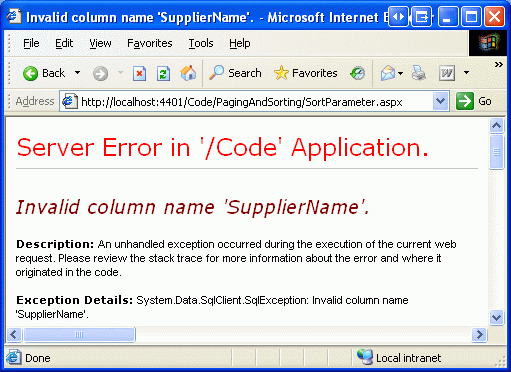 Invalid column name 'SupplierName'. - Microsoft Internet E
File Edit View Favorites Tools Help
Back Search Favorites
Address http://localhost:4401/Code/PagingAndSorting/SortParameter.aspx Go
Server Error in '/Code' Application.
Invalid column name 'SupplierName'.
Description: An unhandled exception occurred during the execution of the current web
request. Please review the stack trace for more information about the error and where it
originated in the code.
Exception Details: System.Data.SqlClient.SqlException: Invalid column name
'SupplierName'.
Done Local intranet